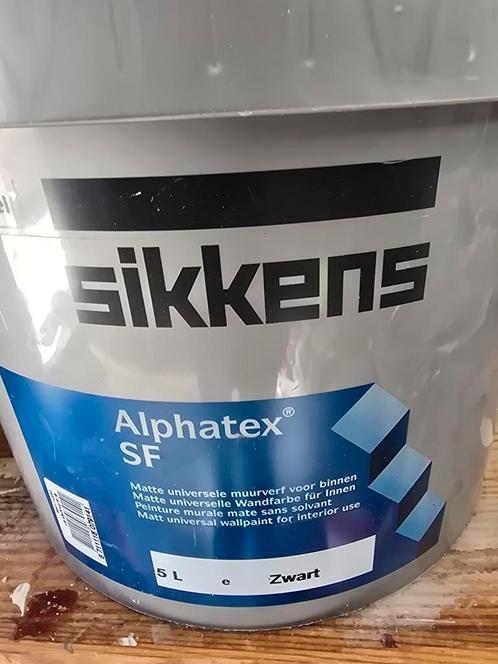 sikkens
Alphatex®
SF
Matte universele muurverf voor binnen
Matte universelle Wandfarbe für Innen
Peinture murale mate sans solvant
Matt universal wallpaint for interior use
5 L e Zwart